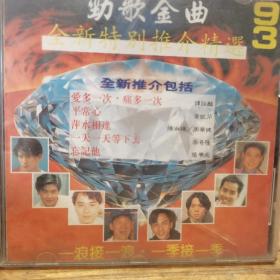 勁歌金曲
93
全新特別推介精選
全新推介包括
愛多一次·痛多一次
平常心
萍水相逢
一天一天等下去
忘記他
一浪接一浪·一季接一季